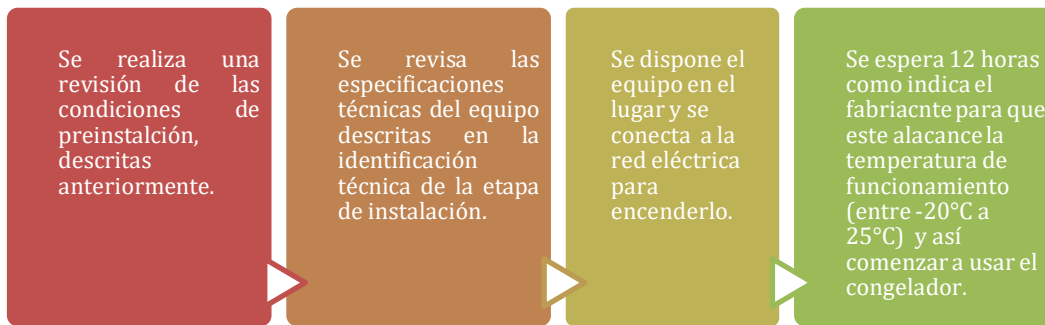 Se realiza una
revisión de las
condiciones de
preinstalción,
descritas
anteriormente.
Se revisa las
especificaciones
técnicas del equipo
descritas en la
identificación
técnica de la etapa
de instalación.
Se dispone el
equipo en el
lugar y se
conecta a la
red eléctrica
para
encenderlo.
Se espera 12 horas
como indica el
fabriacnte para que
este alacance la
temperatura de
funcionamiento
(entre -20°C a
25°C) y así
comenzar a usar el
congelador.